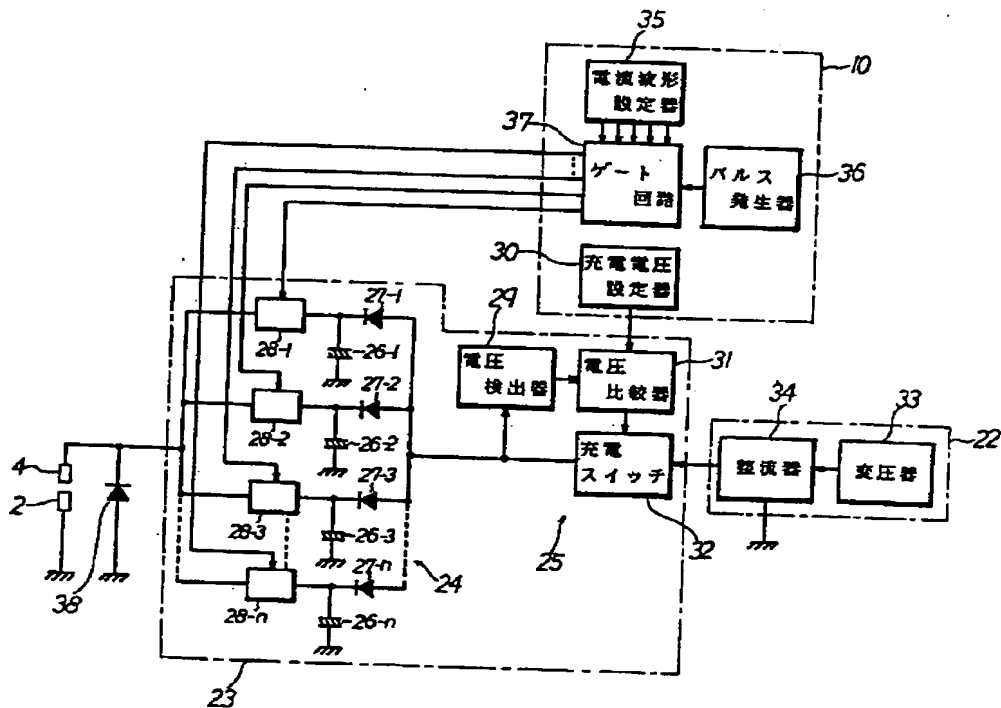 35
電流波形
設定器
10
37
ゲート
回路
パルス
発生器
36
30
充電電圧
設定器
29
27-1
28-1
26-1
電圧
検出器
電圧
比較器
31
27-2
28-2
26-2
充電
スイッチ
32
34
整流器
33
変圧器
22
4
2
38
27-3
28-3
26-3
25
24
27-n
28-n
26-n
23